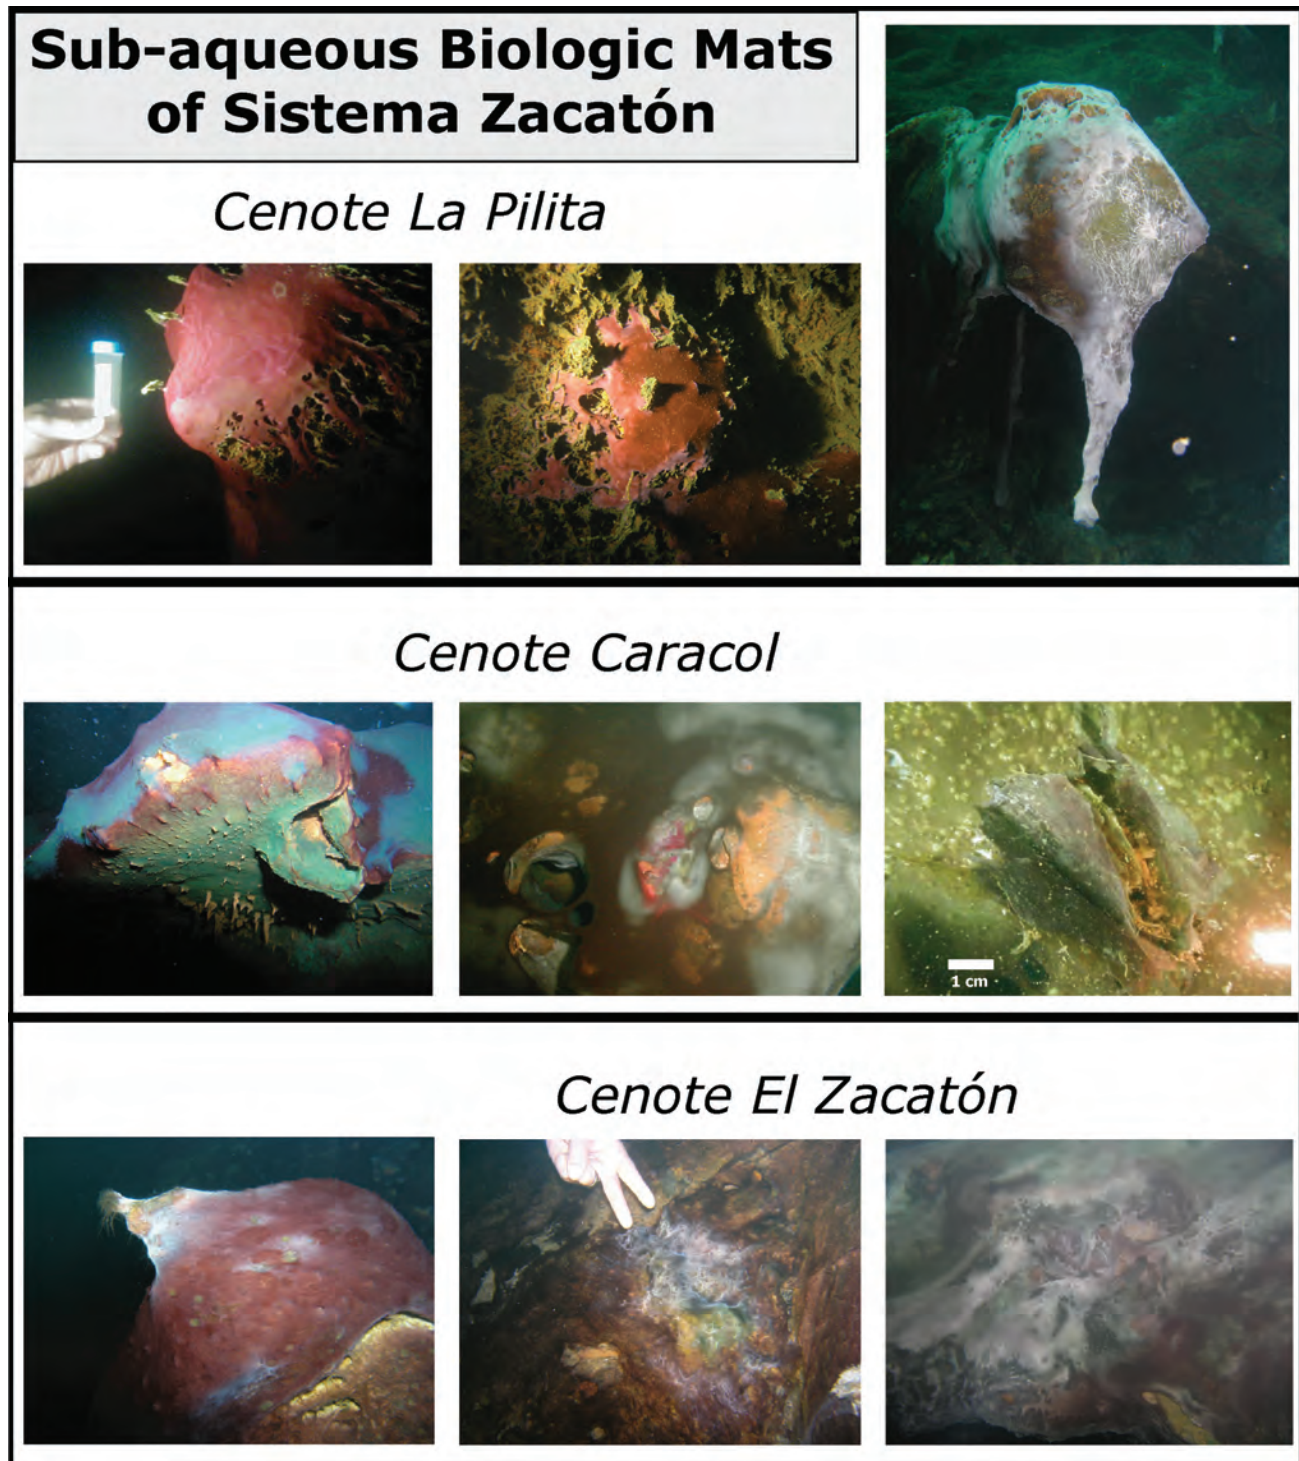 Sub-aqueous Biologic Mats
of Sistema Zacatón
Cenote La Pilita
Cenote Caracol
1 cm
Cenote El Zacatón